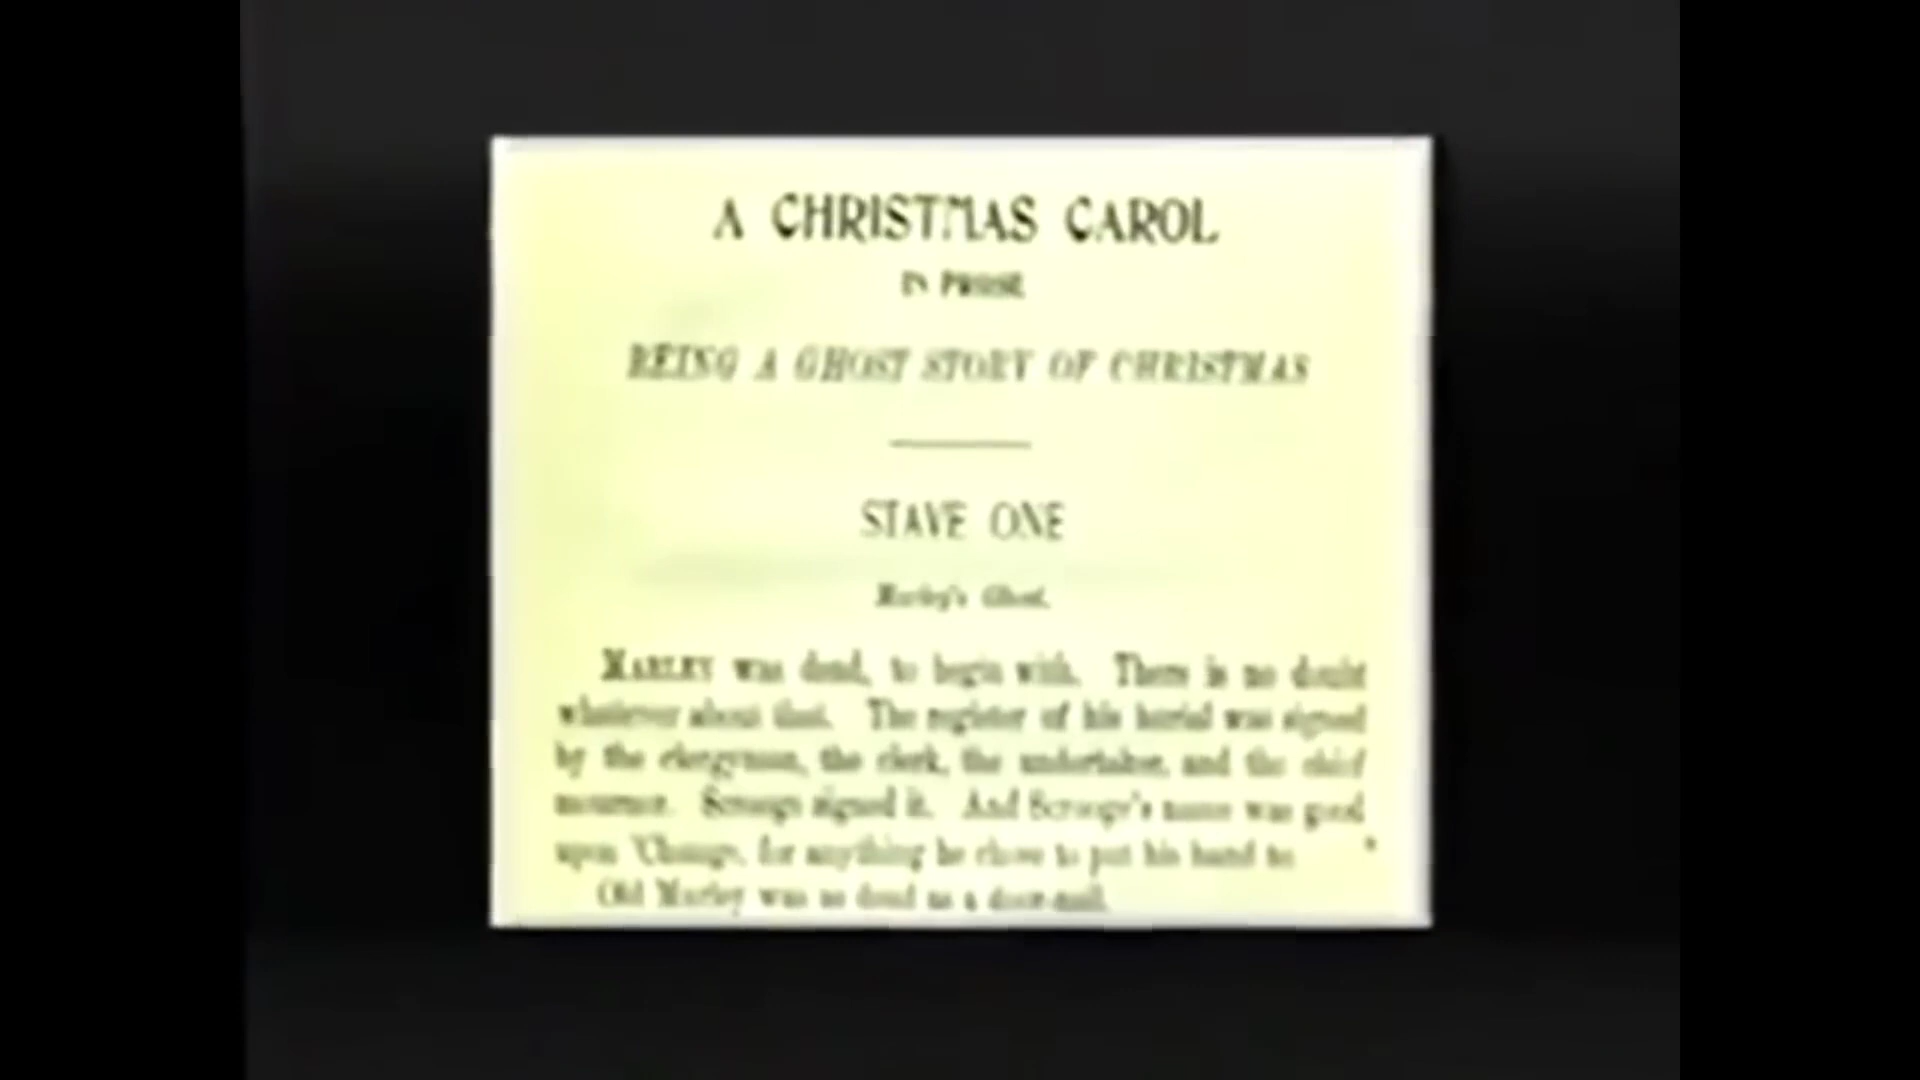 A CHRISTMAS CAROL
IN PROSE
BEING A GHOST STORY OF CHRISTMAS
STAVE ONE
Marley's Ghost.
MARLEY was dead, to begin with. There is no doubt
whatever about that. The register of his burial was signed
by the clergyman, the clerk, the undertaker, and the chief
mourner. Scrooge signed it. And Scrooge's name was good
upon 'Change, for anything he chose to put his hand to.
Old Marley was as dead as a door-nail.